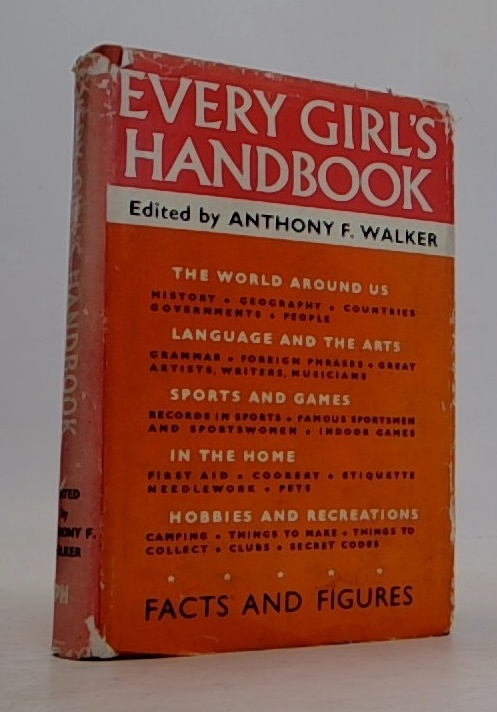 EVERY GIRL'S
HANDBOOK
Edited by ANTHONY F. WALKER
THE WORLD AROUND US
HISTORY • GEOGRAPHY • COUNTRIES
GOVERNMENTS • PEOPLE
LANGUAGE AND THE ARTS
GRAMMAR • FOREIGN PHRASES • GREAT
ARTISTS, WRITERS, MUSICIANS
SPORTS AND GAMES
RECORDS IN SPORTS • FAMOUS SPORTSMEN
AND SPORTSWOMEN • INDOOR GAMES
IN THE HOME
FIRST AID • COOKERY • ETIQUETTE
NEEDLEWORK • PETS
HOBBIES AND RECREATIONS
CAMPING • THINGS TO MAKE • THINGS TO
COLLECT • CLUBS • SECRET CODES
FACTS AND FIGURES
HANDBOOK
by